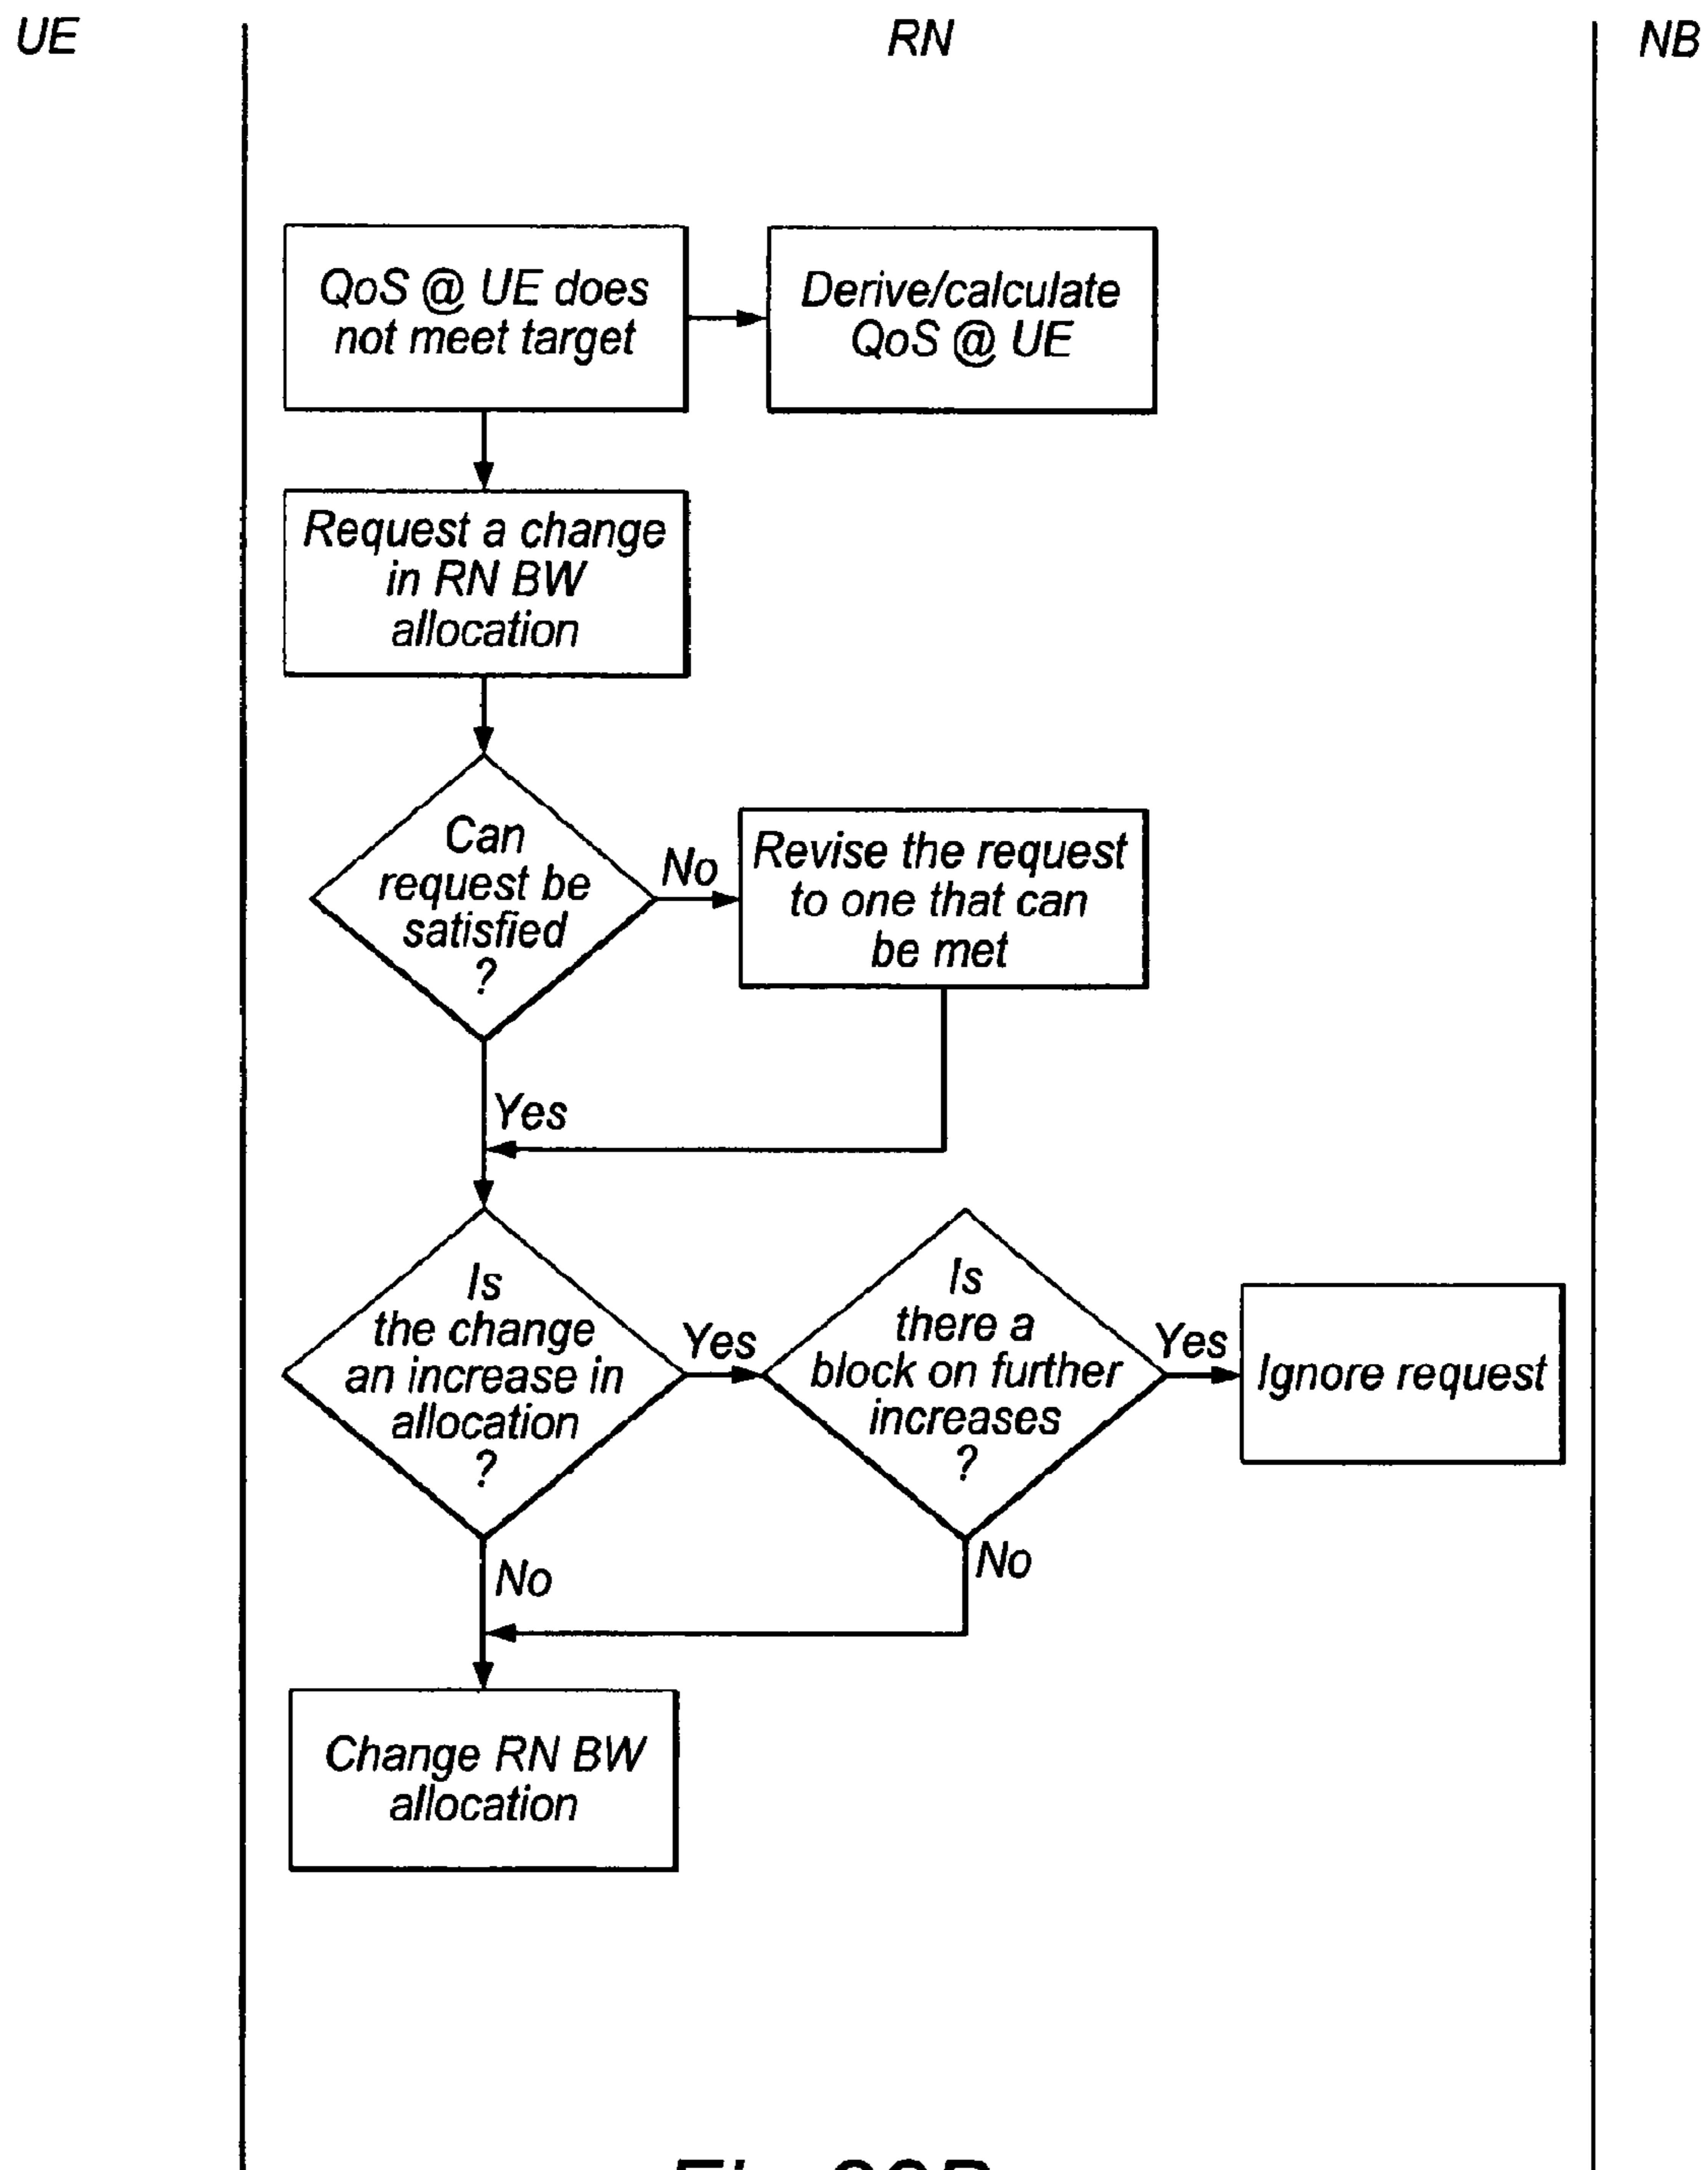 UE
RN
NB
QoS @ UE does
not meet target
Derive/calculate
QoS @ UE
Request a change
in RN BW
allocation
Can
request be
satisfied
?
No
Revise the request
to one that can
be met
Yes
Is
the change
an increase in
allocation
?
Yes
Is
there a
block on further
increases
?
Yes
Ignore request
No
No
Change RN BW
allocation